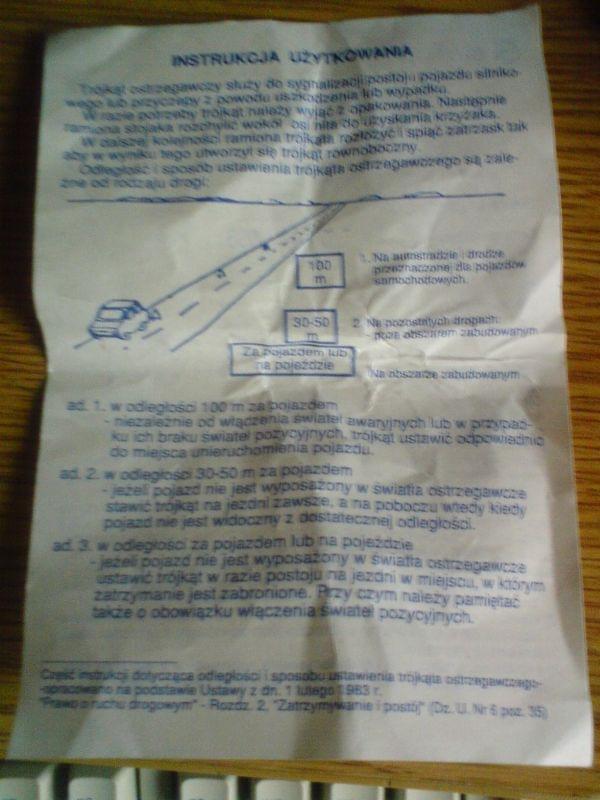 INSTRUKCJA UŻYTKOWANIA
Trójkąt ostrzegawczy służy do sygnalizacji postoju pojazdu silniko-
wego lub przyczepy z powodu uszkodzenia lub wypadku.
W razie potrzeby trójkąt należy wyjąć z opakowania. Następnie
ramiona stojaka rozchylić wokół osi nita do uzyskania krzyżaka.
W dalszej kolejności ramiona trójkąta rozłożyć i spiąć zatrzask tak
aby w wyniku tego utworzył się trójkąt równoboczny.
Odległość i sposób ustawienia trójkąta ostrzegawczego są zale-
żne od rodzaju drogi:
100
m
1. Na autostradzie i drodze
przeznaczonej dla pojazdów
samochodowych.
30-50
m
2. Na pozostałych drogach:
- poza obszarem zabudowanym
Za pojazdem lub
na pojeździe
Na obszarze zabudowanym
ad. 1. w odległości 100 m za pojazdem
- niezależnie od włączenia świateł awaryjnych lub w przypad-
ku ich braku świateł pozycyjnych, trójkąt ustawić odpowiednio
do miejsca unieruchomienia pojazdu.
ad. 2. w odległości 30-50 m za pojazdem
- jeżeli pojazd nie jest wyposażony w światła ostrzegawcze
stawić trójkąt na jezdni zawsze, a na poboczu wtedy kiedy
pojazd nie jest widoczny z dostatecznej odległości.
ad. 3. w odległości za pojazdem lub na pojeździe
- jeżeli pojazd nie jest wyposażony w światła ostrzegawcze
ustawić trójkąt w razie postoju na jezdni w miejscu, w którym
zatrzymanie jest zabronione. Przy czym należy pamiętać
także o obowiązku włączenia świateł pozycyjnych.
Część instrukcji dotycząca odległości i sposobu ustawienia trójkąta ostrzegawczego-
-opracowano na podstawie Ustawy z dn. 1 lutego 1983 r.
"Prawo o ruchu drogowym" - Rozdz. 2, "Zatrzymywanie i postój" (Dz. U. Nr 6 poz. 35)